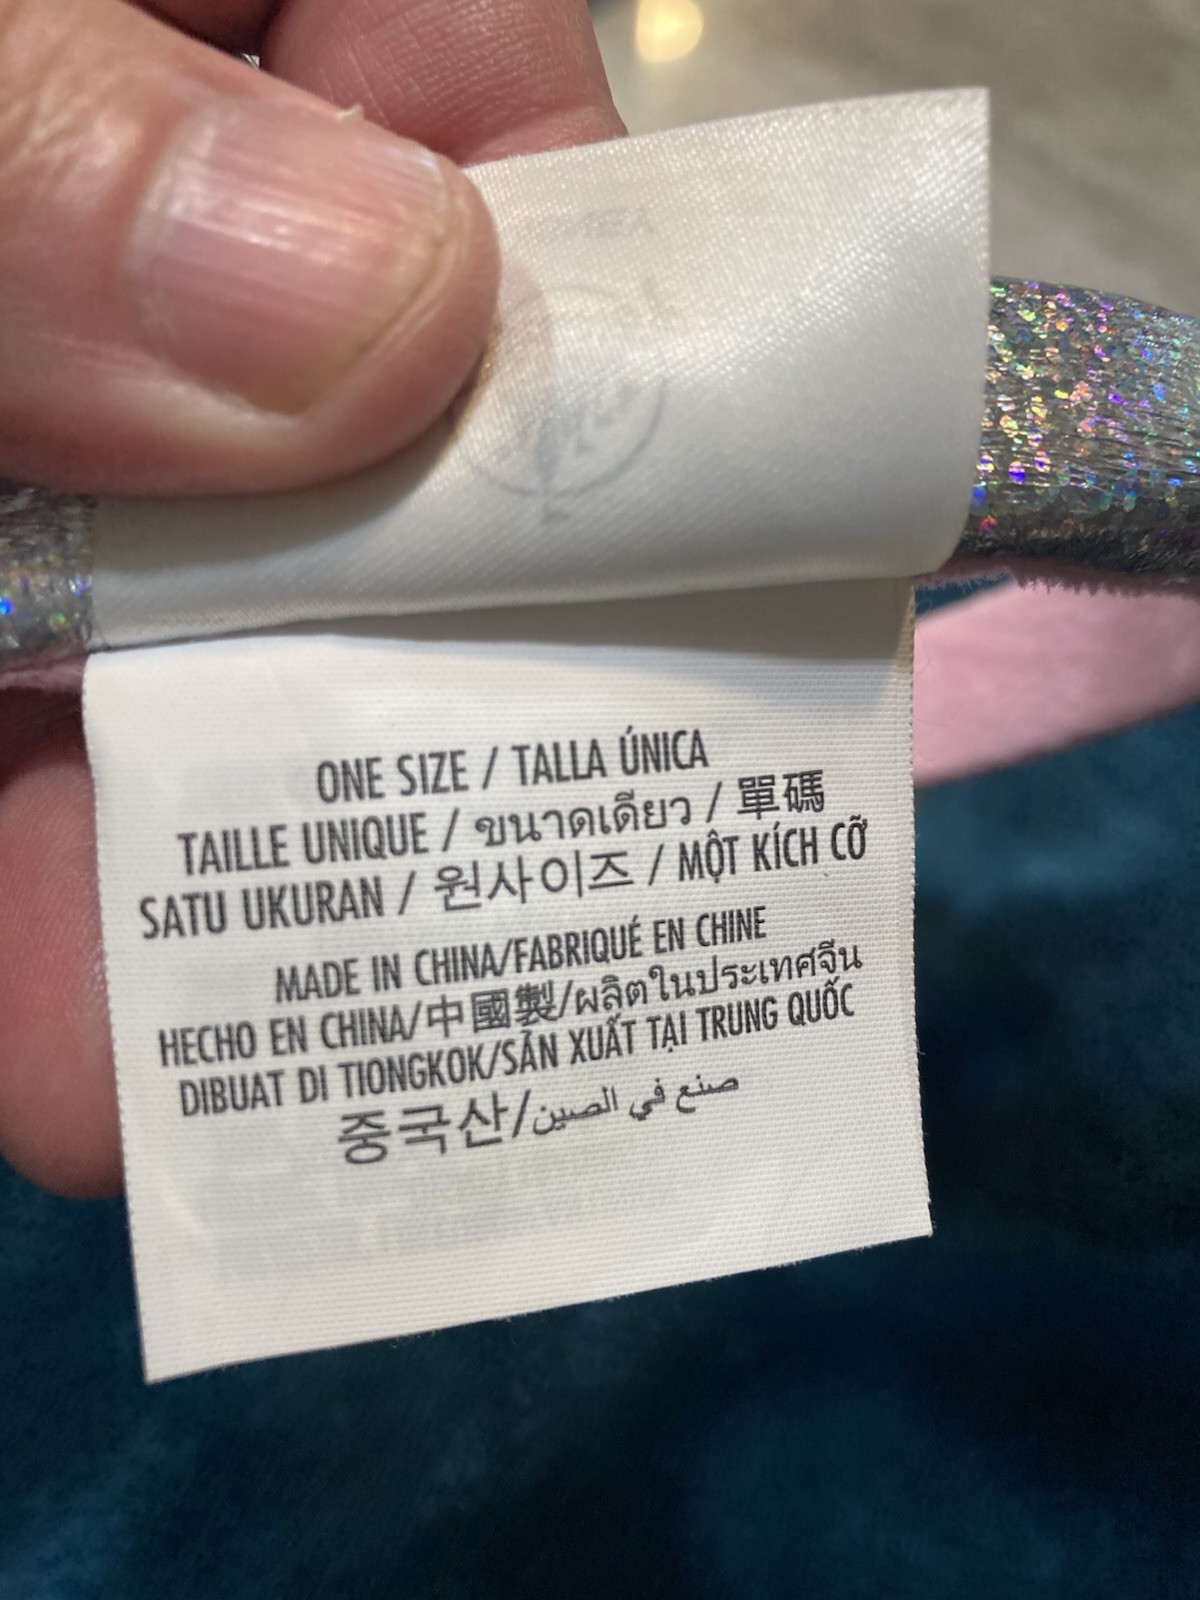 ONE SIZE / TALLA ÚNICA
TAILLE UNIQUE / ขนาดเดียว / 單碼
SATU UKURAN / 원사이즈 / MỘT KÍCH CỠ
MADE IN CHINA/FABRIQUÉ EN CHINE
HECHO EN CHINA/中國製/ผลิตในประเทศจีน
DIBUAT DI TIONGKOK/SẢN XUẤT TẠI TRUNG QUỐC
중국산/صنع في الصين